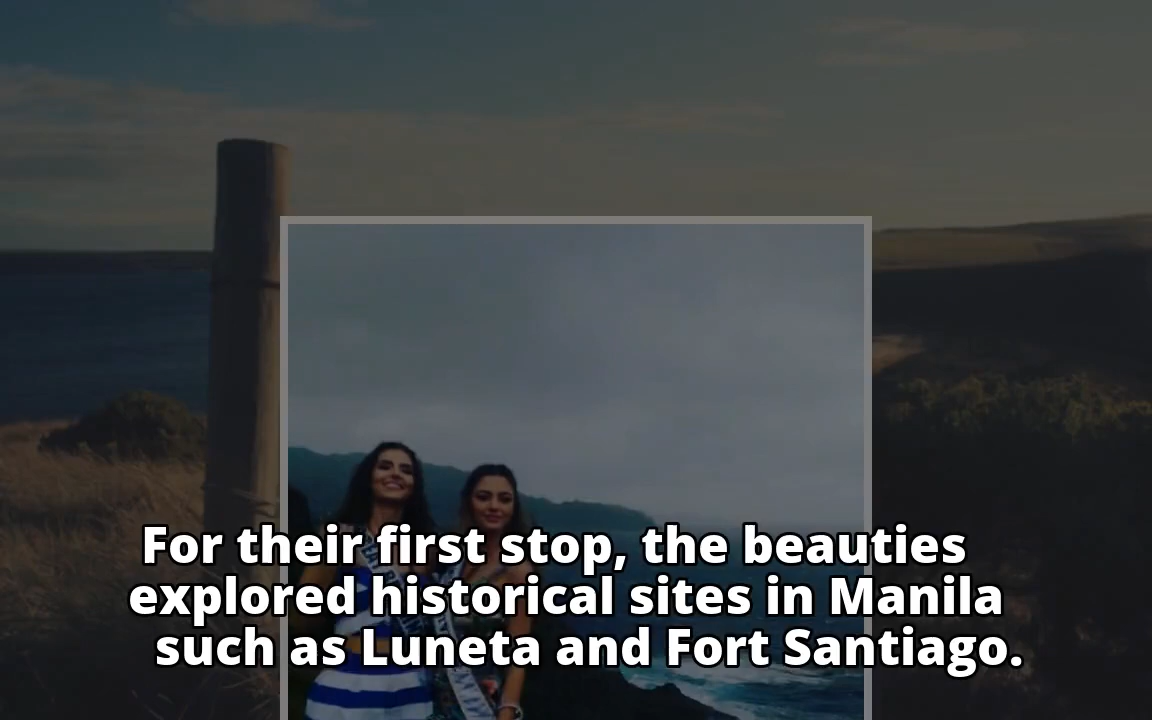 For their first stop, the beauties
explored historical sites in Manila
such as Luneta and Fort Santiago.